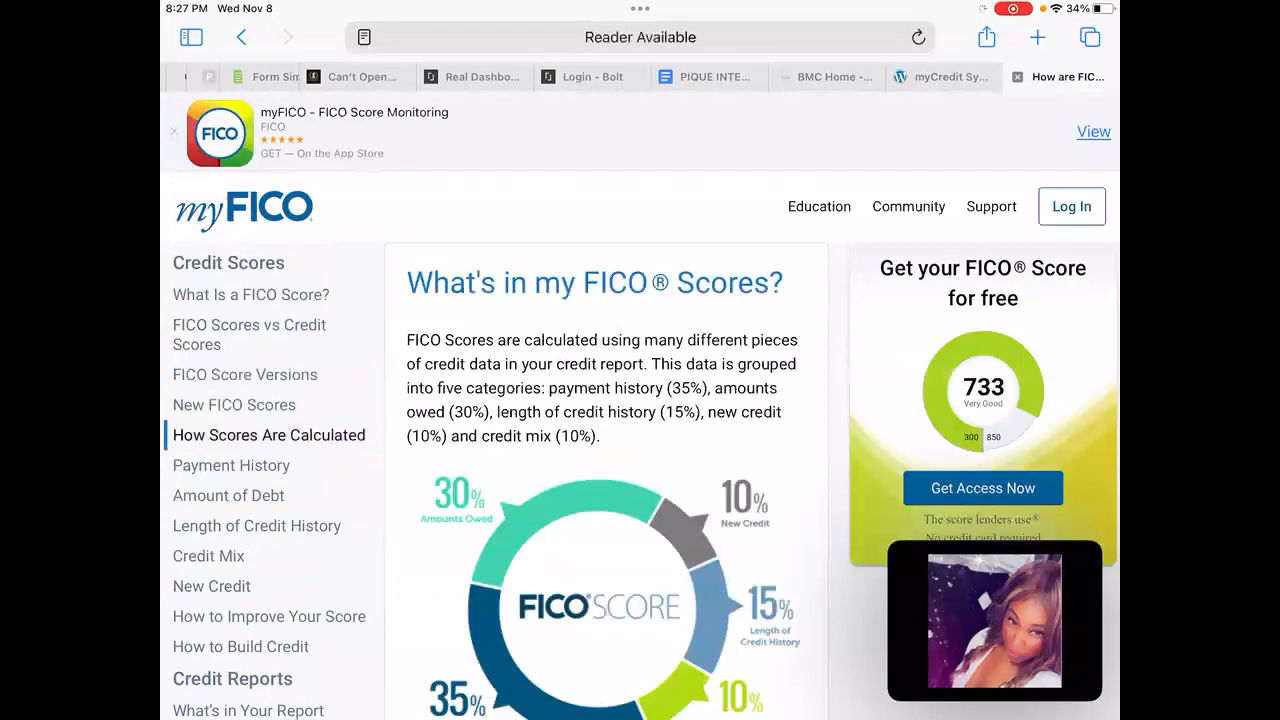 8:27 PM Wed Nov 8
34%
Reader Available
P
Form Sim
Can't Open...
Real Dashbo...
Login - Bolt
PIQUE INTE...
BMC Home -...
myCredit Sy...
How are FIC...
myFICO - FICO Score Monitoring
FICO
GET — On the App Store
FICO
View
myFICO
Education
Community
Support
Log In
Credit Scores
What Is a FICO Score?
FICO Scores vs Credit
Scores
FICO Score Versions
New FICO Scores
How Scores Are Calculated
Payment History
Amount of Debt
Length of Credit History
Credit Mix
New Credit
How to Improve Your Score
How to Build Credit
Credit Reports
What's in Your Report
What's in my FICO® Scores?
FICO Scores are calculated using many different pieces
of credit data in your credit report. This data is grouped
into five categories: payment history (35%), amounts
owed (30%), length of credit history (15%), new credit
(10%) and credit mix (10%).
30%
Amounts Owed
10%
New Credit
FICO® SCORE
15%
Length of
Credit History
35%
10%
Get your FICO® Score
for free
733
Very Good
300 850
Get Access Now
The score lenders use®
No credit card required